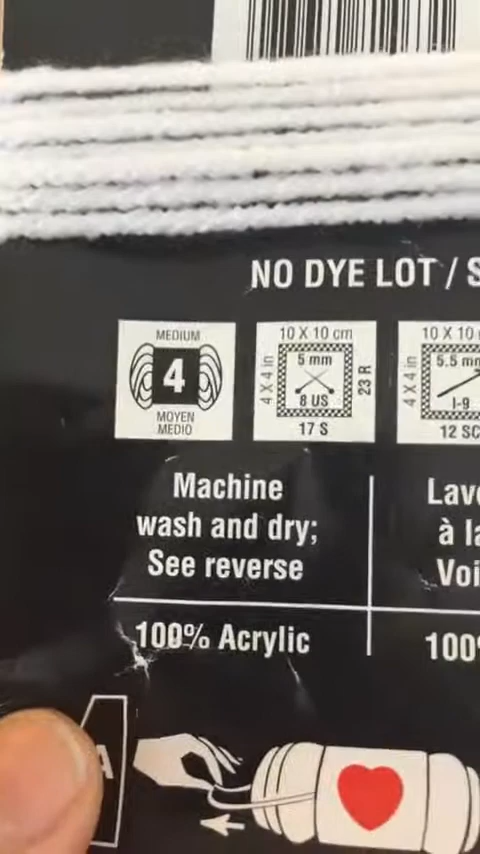 NO DYE LOT / S
MEDIUM
4
MOYEN
MEDIO
10 X 10 cm
4 X 4 in
5 mm
8 US
23 R
17 S
10 X 10
4 X 4 in
5.5 mm
I-9
12 SC
Machine
wash and dry;
See reverse
Lav
à la
Voi
100% Acrylic
100%
A